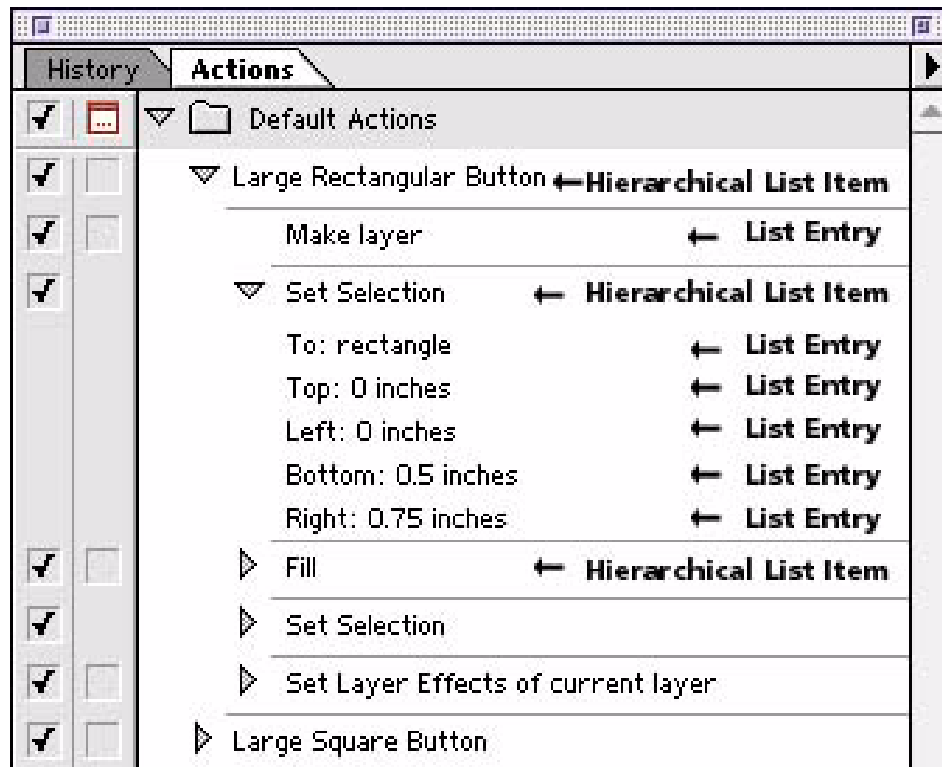 History Actions
Default Actions
Large Rectangular Button ←Hierarchical List Item
Make layer ← List Entry
Set Selection ← Hierarchical List Item
To: rectangle ← List Entry
Top: 0 inches ← List Entry
Left: 0 inches ← List Entry
Bottom: 0.5 inches ← List Entry
Right: 0.75 inches ← List Entry
Fill ← Hierarchical List Item
Set Selection
Set Layer Effects of current layer
Large Square Button